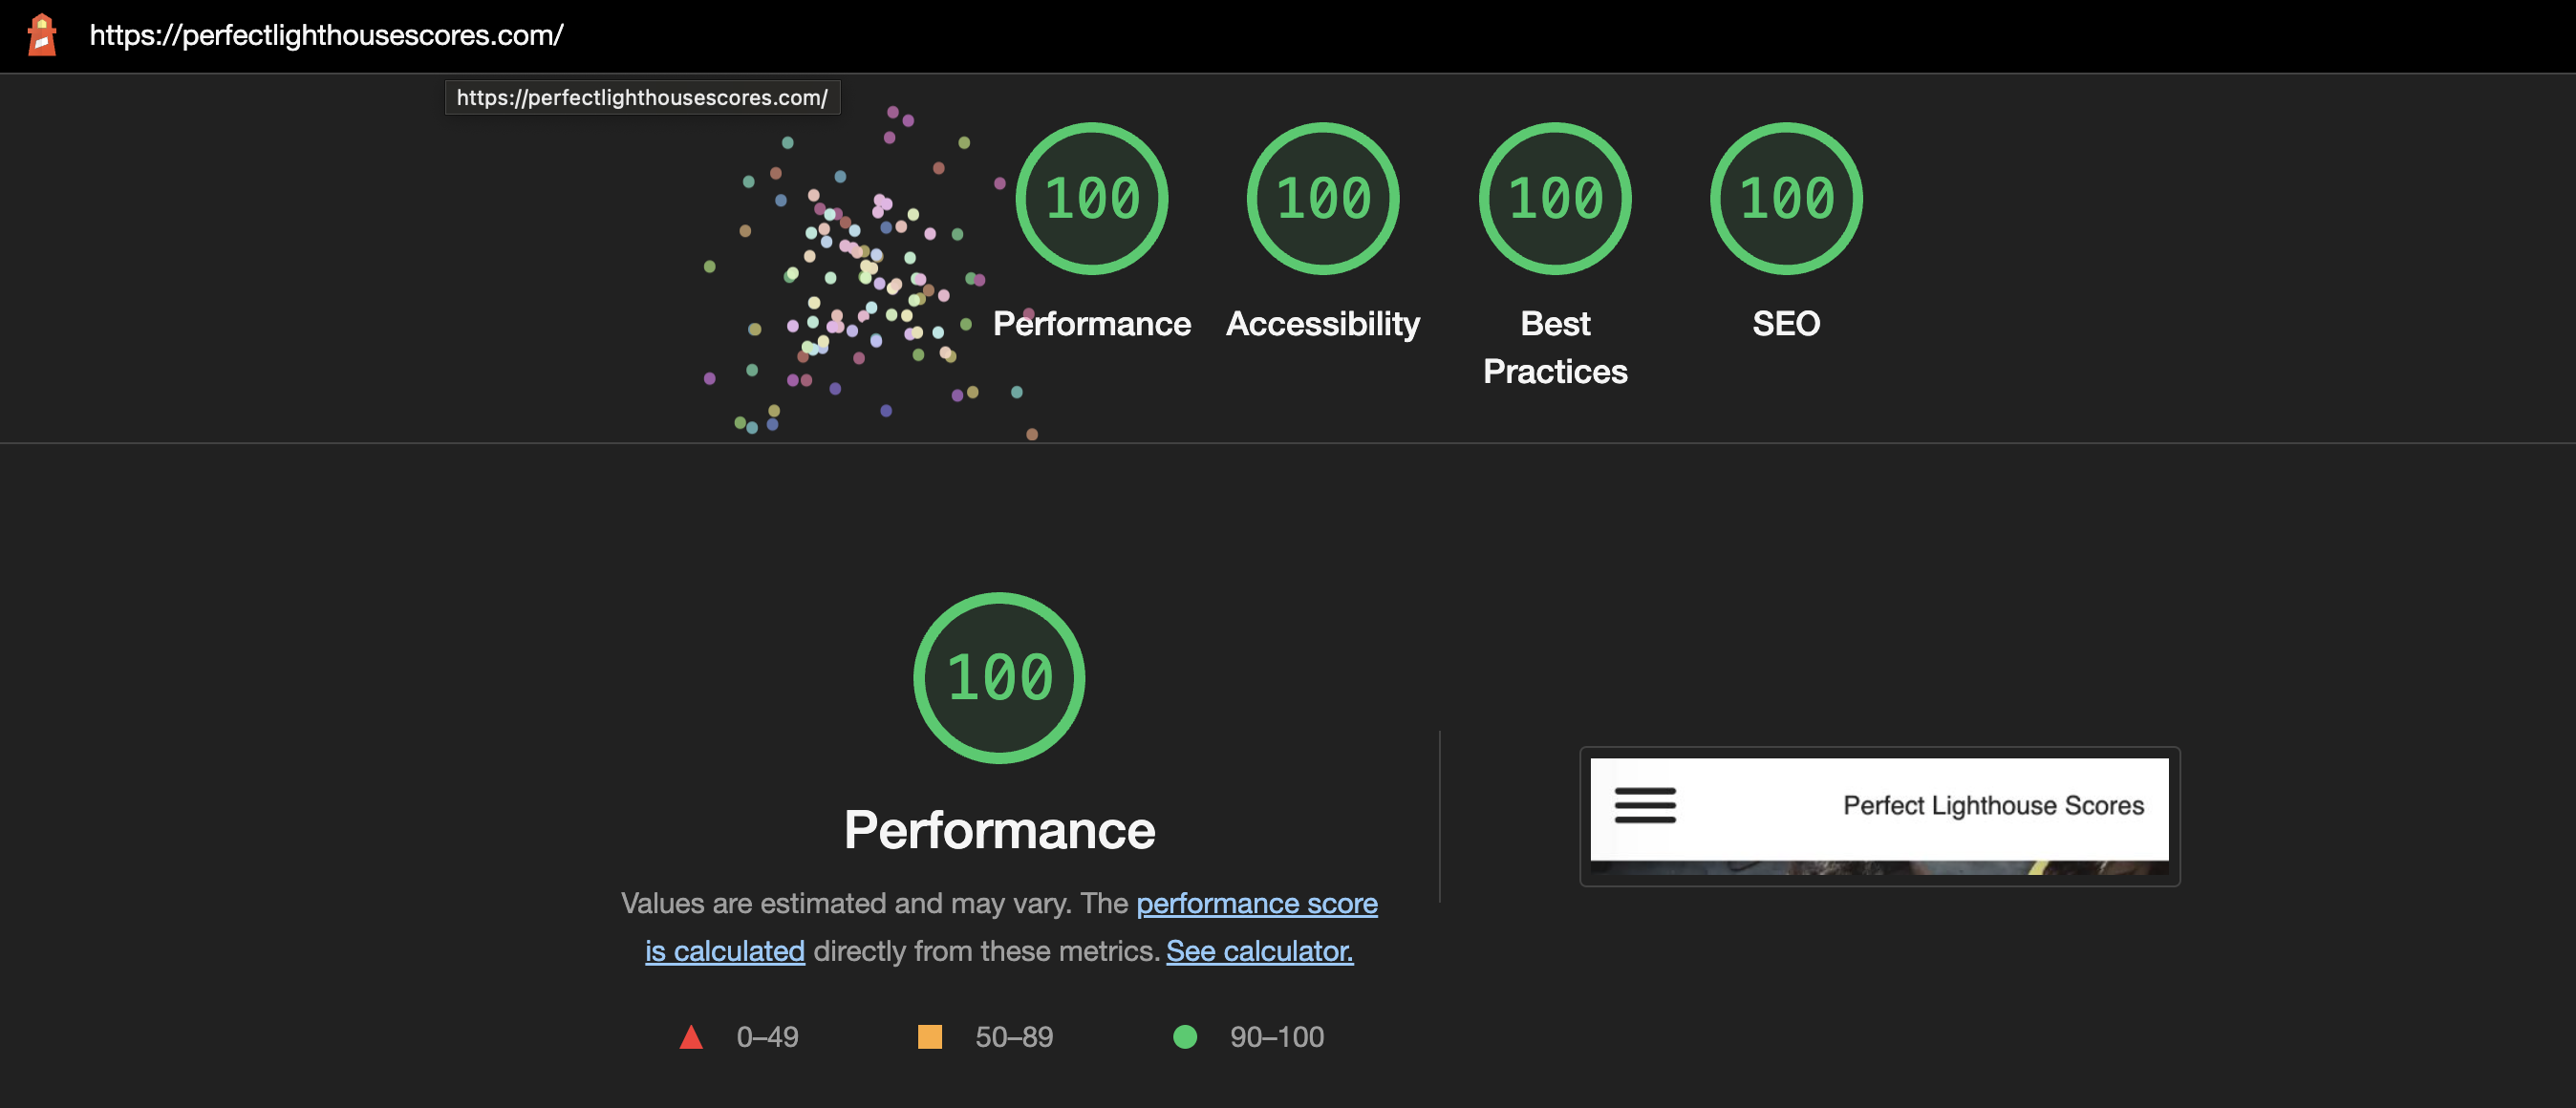 https://perfectlighthousescores.com/
https://perfectlighthousescores.com/
100
100
100
100
Performance
Accessibility
Best
Practices
SEO
100
Performance
Values are estimated and may vary. The performance score
is calculated directly from these metrics. See calculator.
0–49
50–89
90–100
Perfect Lighthouse Scores